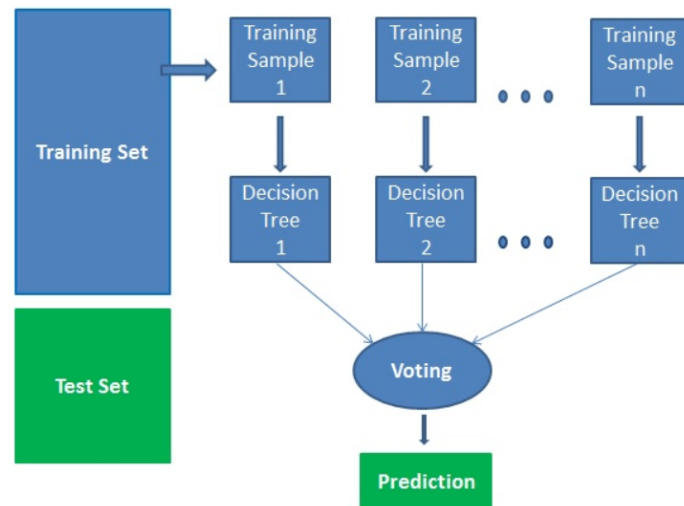 Training
Sample
1
Training
Sample
2
Training
Sample
n
Training Set
Decision
Tree
1
Decision
Tree
2
Decision
Tree
n
Voting
Test Set
Prediction